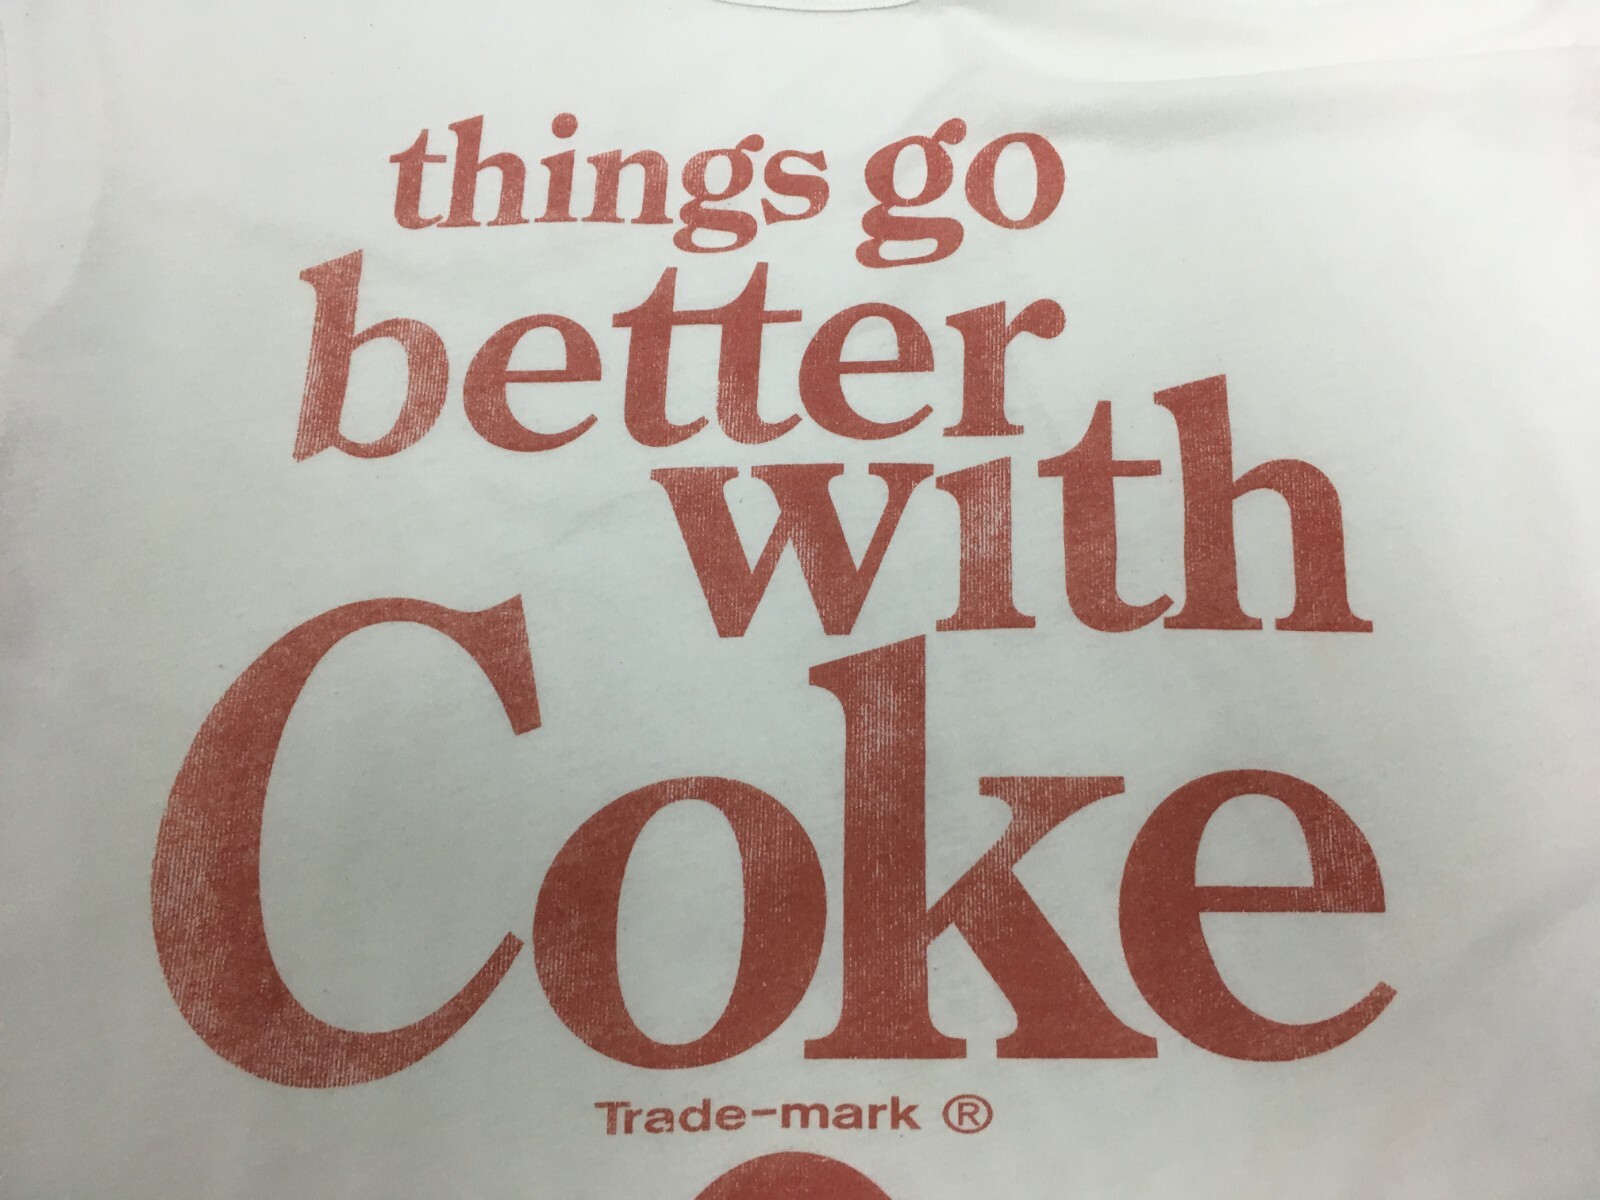 things go
better
with
Coke
Trade-mark ®